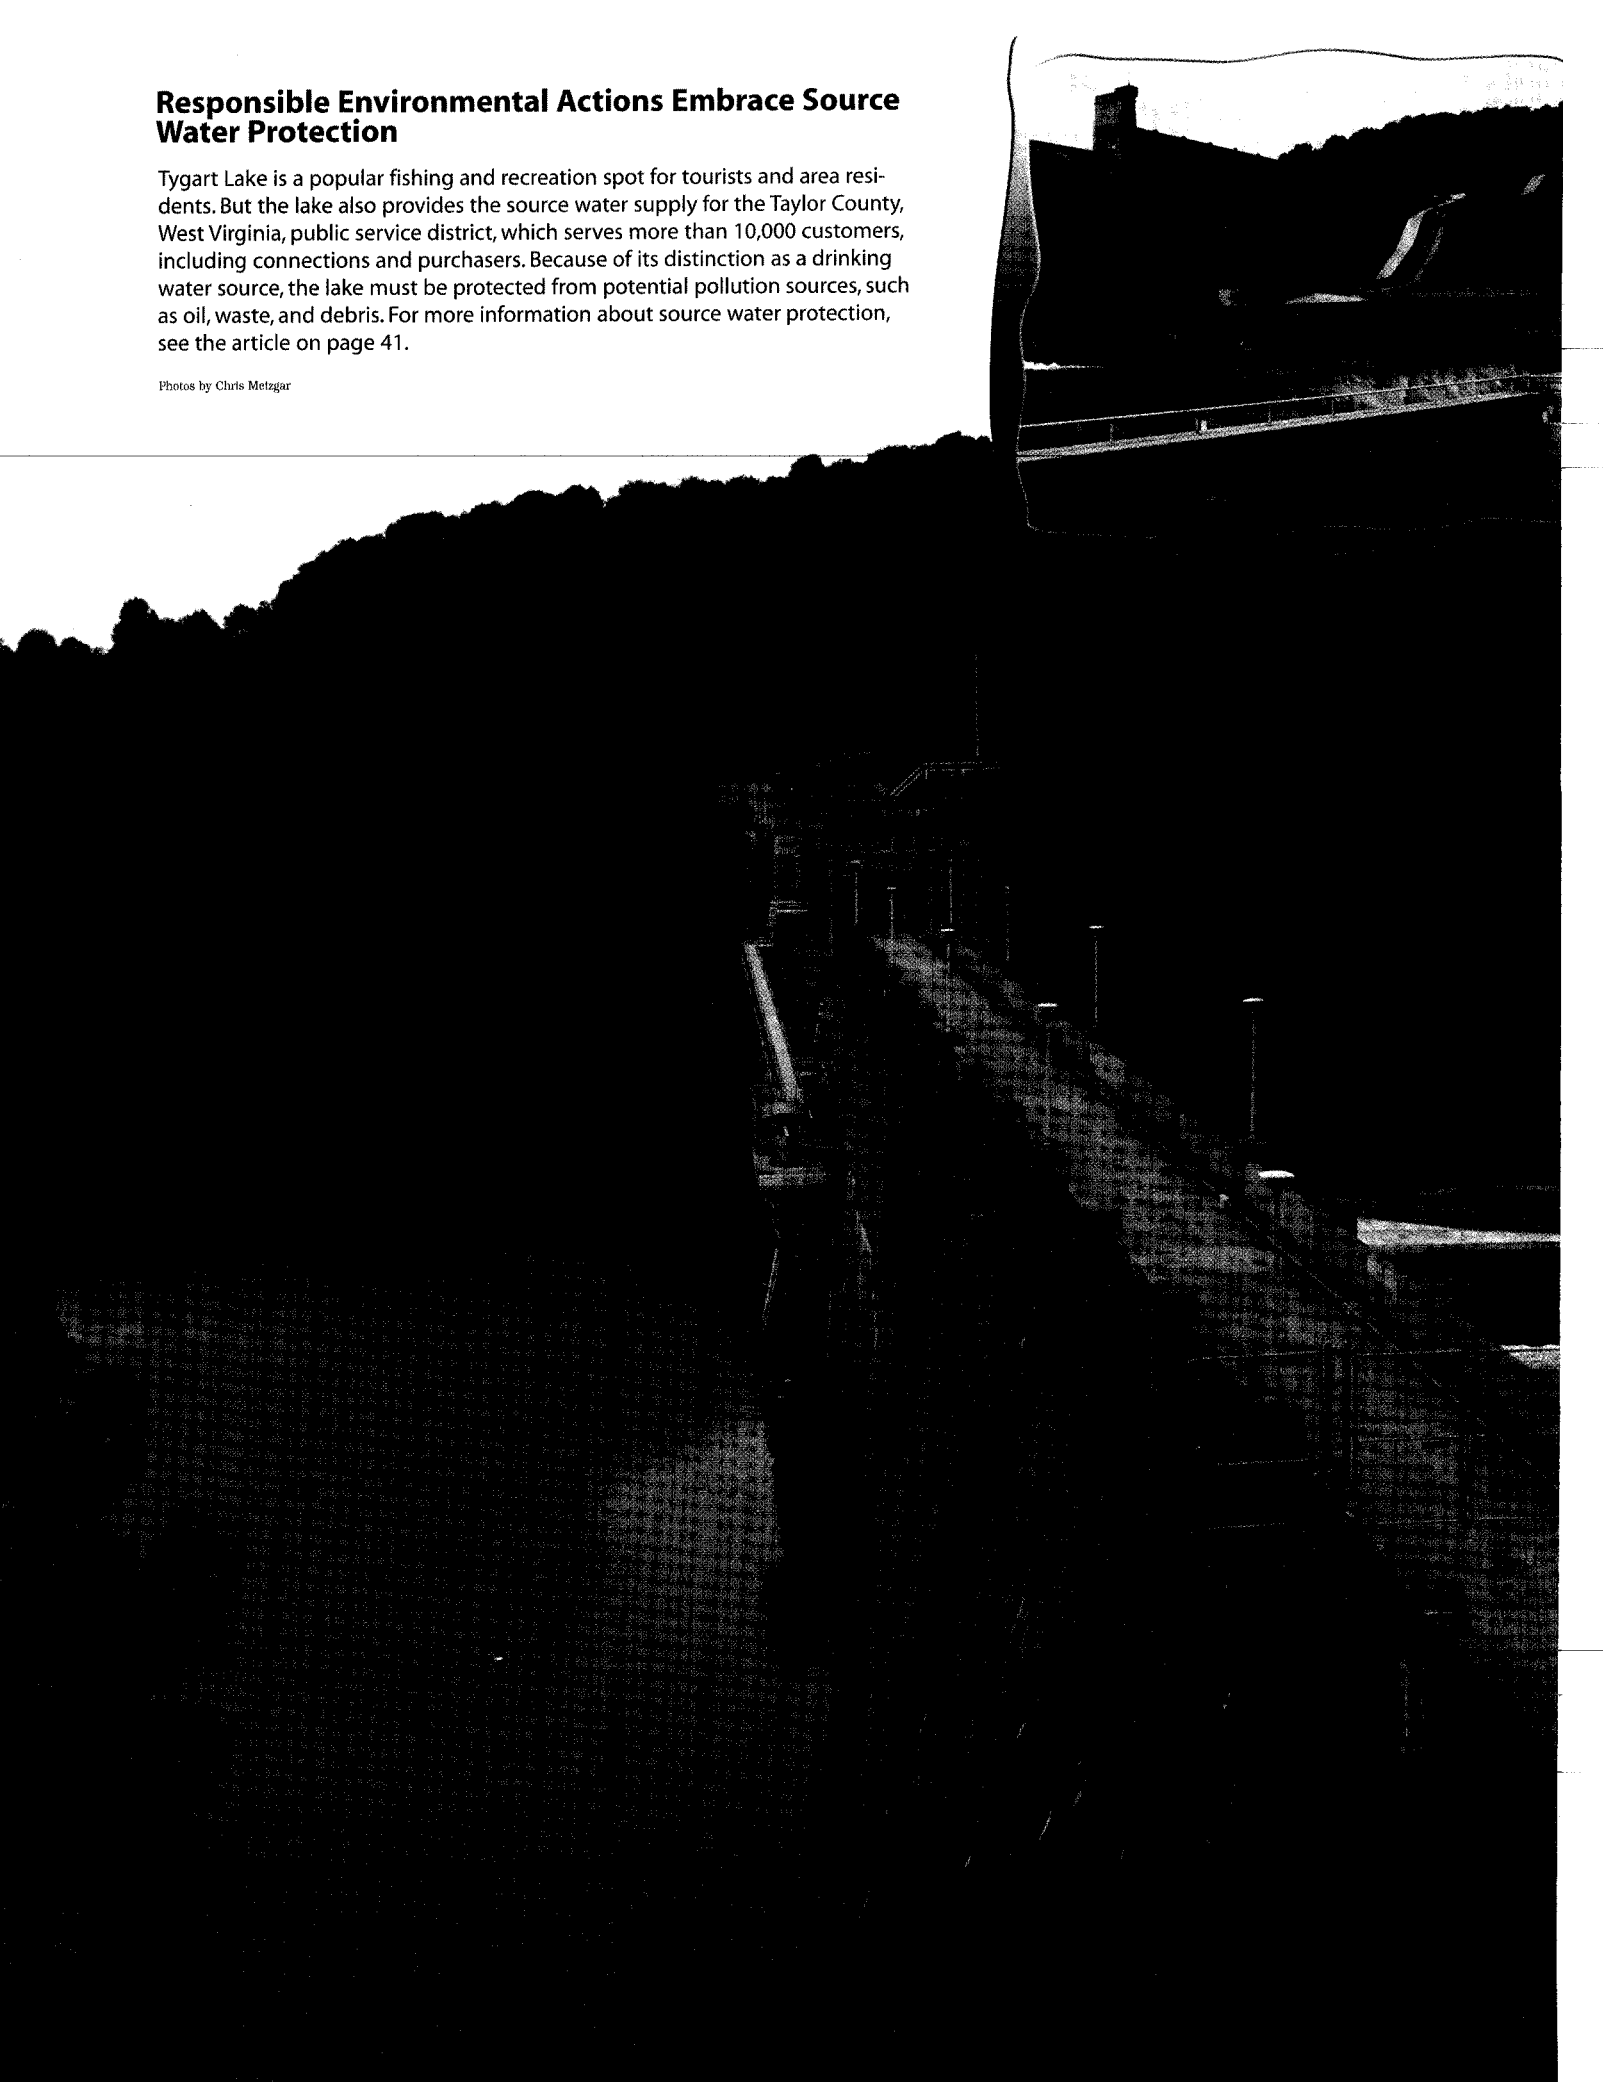 Responsible Environmental Actions Embrace Source
Water Protection
Tygart Lake is a popular fishing and recreation spot for tourists and area resi-
dents. But the lake also provides the source water supply for the Taylor County,
West Virginia, public service district, which serves more than 10,000 customers,
including connections and purchasers. Because of its distinction as a drinking
water source, the lake must be protected from potential pollution sources, such
as oil, waste, and debris. For more information about source water protection,
see the article on page 41.
Photos by Chris Metzgar